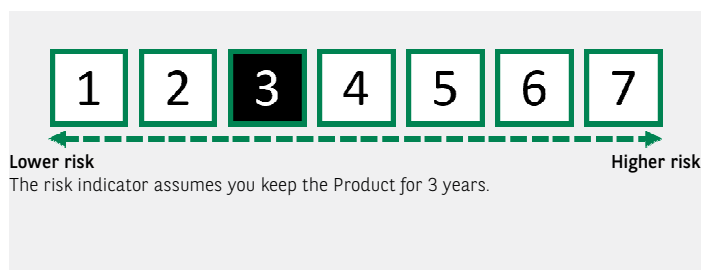 1 2 3 4 5 6 7
Lower risk Higher risk
The risk indicator assumes you keep the Product for 3 years.